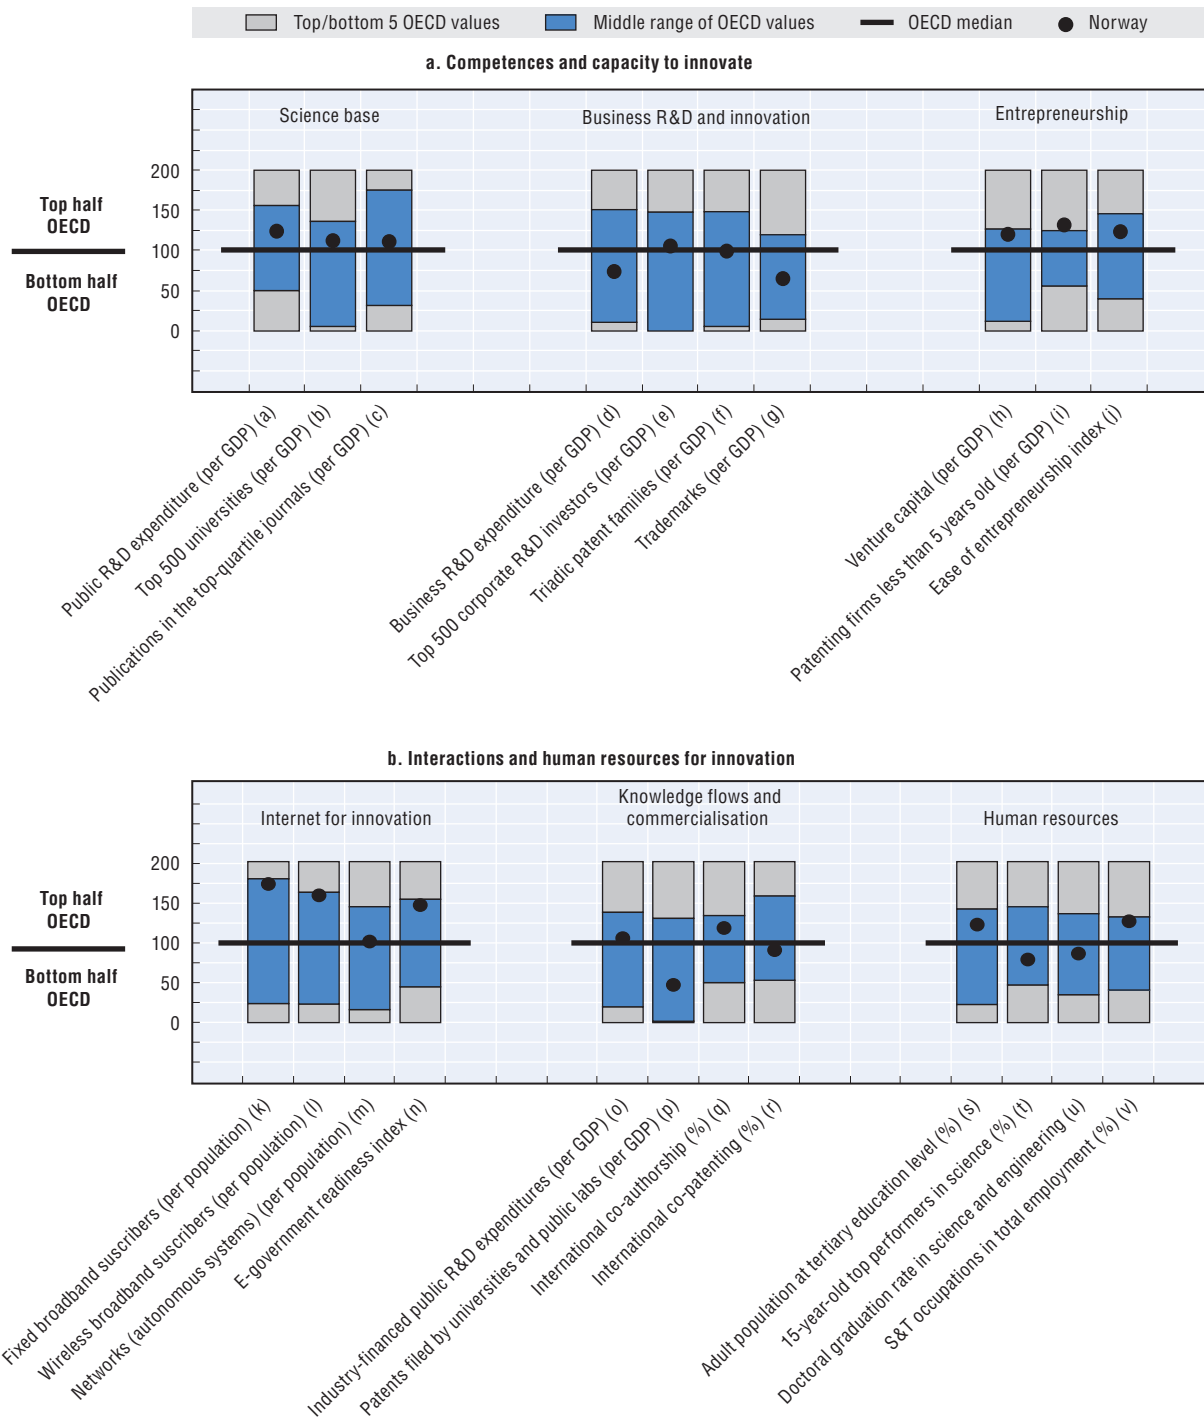 Top/bottom 5 OECD values Middle range of OECD values OECD median Norway
a. Competences and capacity to innovate
Science base Business R&D and innovation Entrepreneurship
200
150
100
50
0
Top half
OECD
Bottom half
OECD
Public R&D expenditure (per GDP) (a)
Top 500 universities (per GDP) (b)
Publications in the top-quartile journals (per GDP) (c)
Business R&D expenditure (per GDP) (d)
Top 500 corporate R&D investors (per GDP) (e)
Triadic patent families (per GDP) (f)
Trademarks (per GDP) (g)
Venture capital (per GDP) (h)
Patenting firms less than 5 years old (per GDP) (i)
Ease of entrepreneurship index (j)
b. Interactions and human resources for innovation
Internet for innovation
Knowledge flows and
commercialisation
Human resources
200
150
100
50
0
Top half
OECD
Bottom half
OECD
Fixed broadband suscribers (per population) (k)
Wireless broadband suscribers (per population) (l)
Networks (autonomous systems) (per population) (m)
E-government readiness index (n)
Industry-financed public R&D expenditures (per GDP) (o)
Patents filed by universities and public labs (per GDP) (p)
International co-authorship (%) (q)
International co-patenting (%) (r)
Adult population at tertiary education level (%) (s)
15-year-old top performers in science (%) (t)
Doctoral graduation rate in science and engineering (u)
S&T occupations in total employment (%) (v)